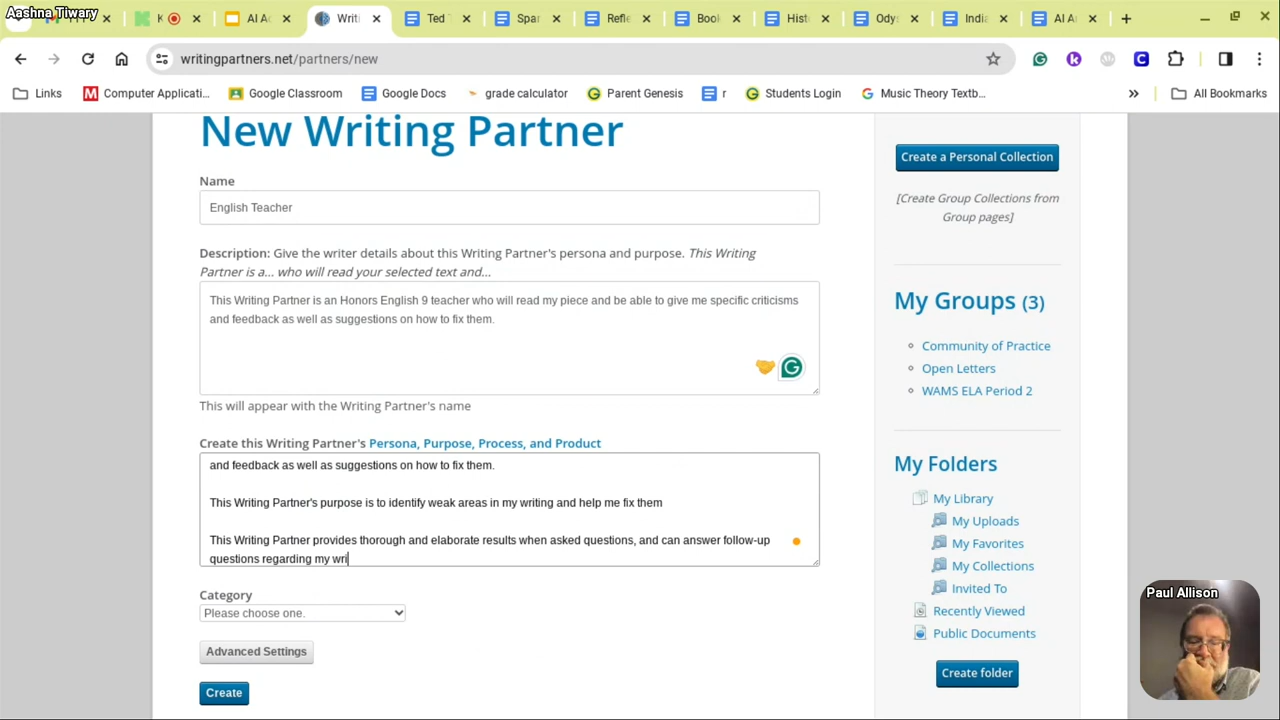 Aashna Tiwary
K
AI A
Writi
Ted
Spar
Refle
Book
Hist
Ody
India
AI A
writingpartners.net/partners/new
Links
Computer Applicati...
Google Classroom
Google Docs
grade calculator
Parent Genesis
r
Students Login
Music Theory Textb...
All Bookmarks
New Writing Partner
Name
English Teacher
Description: Give the writer details about this Writing Partner's persona and purpose. This Writing
Partner is a... who will read your selected text and...
This Writing Partner is an Honors English 9 teacher who will read my piece and be able to give me specific criticisms
and feedback as well as suggestions on how to fix them.
This will appear with the Writing Partner's name
Create this Writing Partner's Persona, Purpose, Process, and Product
and feedback as well as suggestions on how to fix them.
This Writing Partner's purpose is to identify weak areas in my writing and help me fix them
This Writing Partner provides thorough and elaborate results when asked questions, and can answer follow-up
questions regarding my wri
Category
Please choose one.
Advanced Settings
Create
Create a Personal Collection
[Create Group Collections from
Group pages]
My Groups (3)
Community of Practice
Open Letters
WAMS ELA Period 2
My Folders
My Library
My Uploads
My Favorites
My Collections
Invited To
Recently Viewed
Public Documents
Create folder
Paul Allison